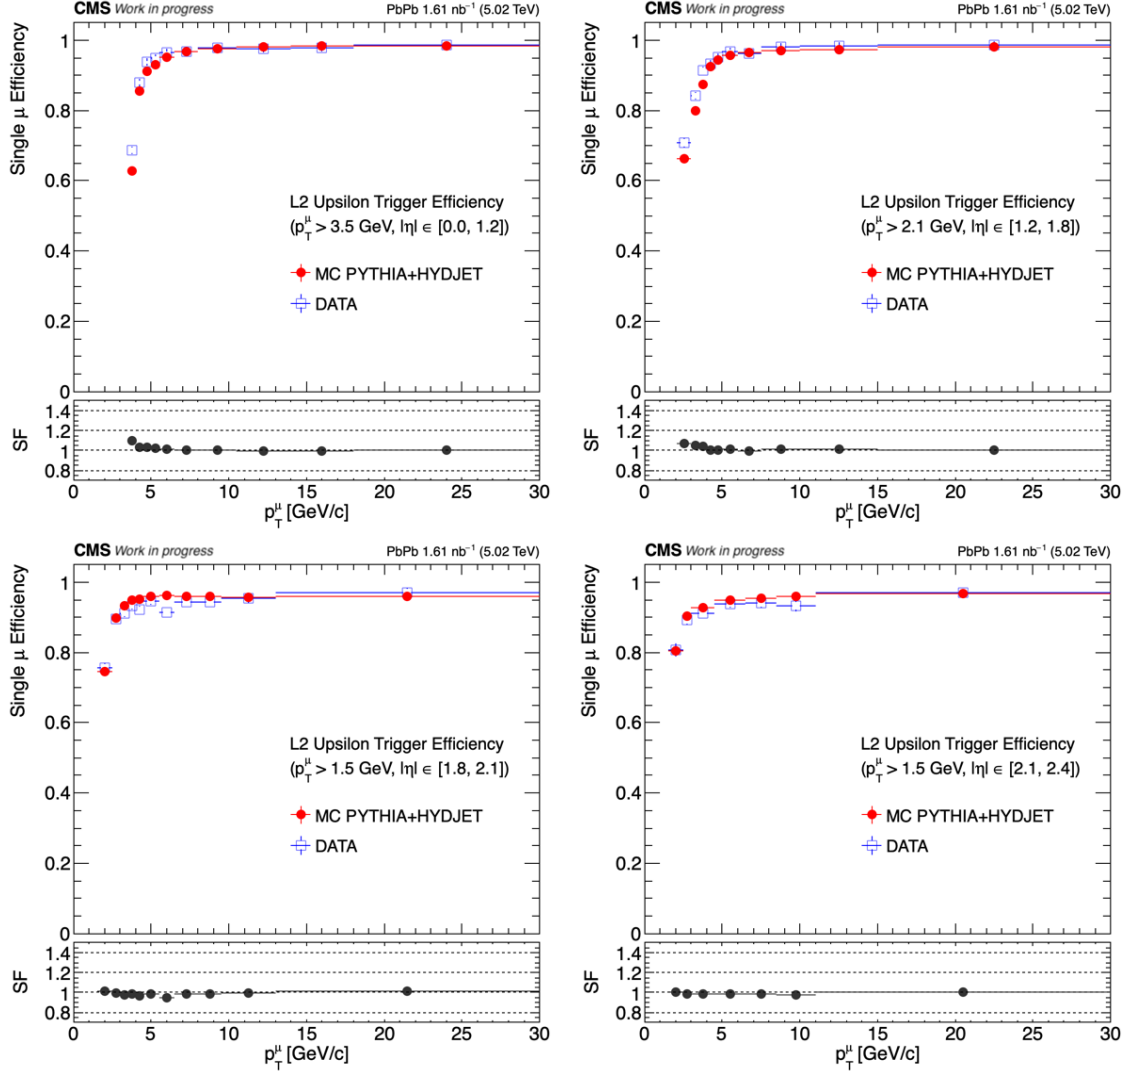 CMS Work in progress PbPb 1.61 nb⁻¹ (5.02 TeV)
Single μ Efficiency
1
0.8
0.6
0.4
0.2
0
L2 Upsilon Trigger Efficiency
(p_T^μ > 3.5 GeV, |η| ∈ [0.0, 1.2])
MC PYTHIA+HYDJET
DATA
SF
1.4
1.2
1
0.8
0 5 10 15 20 25 30
p_T^μ [GeV/c]
CMS Work in progress PbPb 1.61 nb⁻¹ (5.02 TeV)
Single μ Efficiency
1
0.8
0.6
0.4
0.2
0
L2 Upsilon Trigger Efficiency
(p_T^μ > 2.1 GeV, |η| ∈ [1.2, 1.8])
MC PYTHIA+HYDJET
DATA
SF
1.4
1.2
1
0.8
0 5 10 15 20 25 30
p_T^μ [GeV/c]
CMS Work in progress PbPb 1.61 nb⁻¹ (5.02 TeV)
Single μ Efficiency
1
0.8
0.6
0.4
0.2
0
L2 Upsilon Trigger Efficiency
(p_T^μ > 1.5 GeV, |η| ∈ [1.8, 2.1])
MC PYTHIA+HYDJET
DATA
SF
1.4
1.2
1
0.8
0 5 10 15 20 25 30
p_T^μ [GeV/c]
CMS Work in progress PbPb 1.61 nb⁻¹ (5.02 TeV)
Single μ Efficiency
1
0.8
0.6
0.4
0.2
0
L2 Upsilon Trigger Efficiency
(p_T^μ > 1.5 GeV, |η| ∈ [2.1, 2.4])
MC PYTHIA+HYDJET
DATA
SF
1.4
1.2
1
0.8
0 5 10 15 20 25 30
p_T^μ [GeV/c]